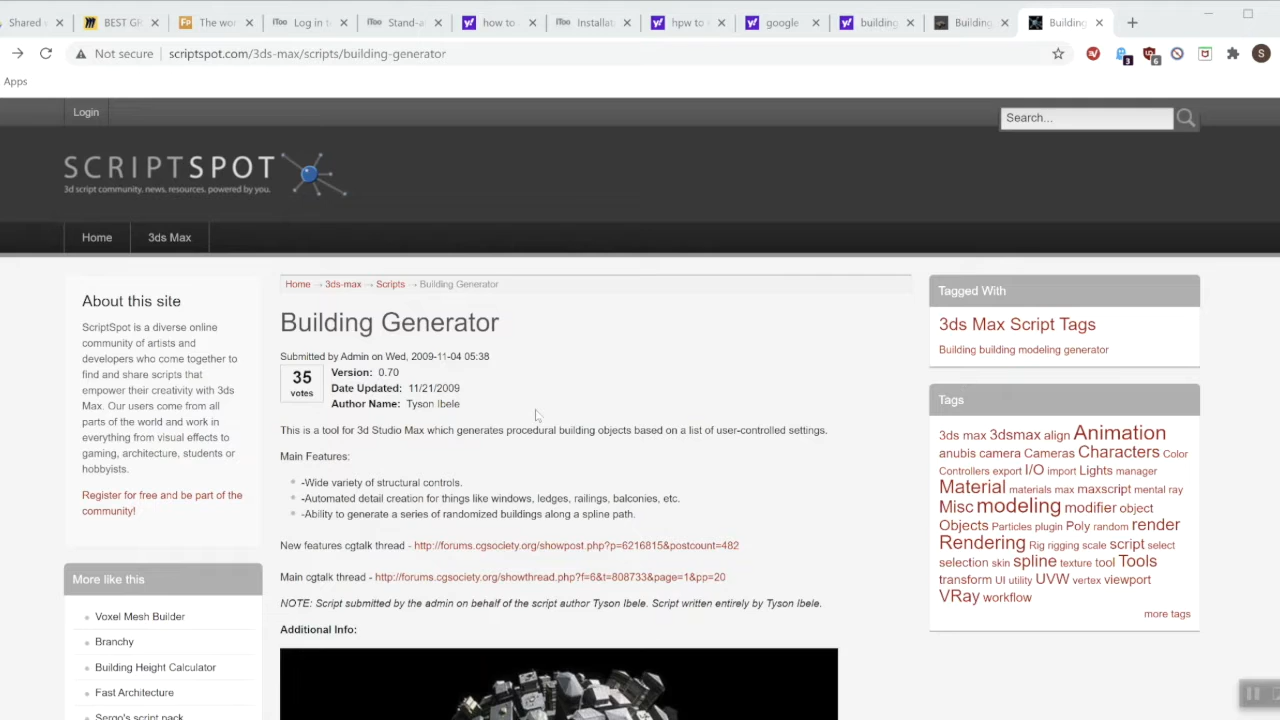 Shared
BEST GR
The wor
Log in t
Stand-a
how to
Installat
hpw to
google
building
Building
Building
Not secure
scriptspot.com/3ds-max/scripts/building-generator
3
6
S
Apps
Login
Search...
SCRIPTSPOT
3d script community. news. resources. powered by you.
Home
3ds Max
About this site
ScriptSpot is a diverse online
community of artists and
developers who come together to
find and share scripts that
empower their creativity with 3ds
Max. Our users come from all
parts of the world and work in
everything from visual effects to
gaming, architecture, students or
hobbyists.
Register for free and be part of the
community!
More like this
Voxel Mesh Builder
Branchy
Building Height Calculator
Fast Architecture
Sergo's script pack
Home → 3ds-max → Scripts → Building Generator
Building Generator
Submitted by Admin on Wed, 2009-11-04 05:38
35
votes
Version: 0.70
Date Updated: 11/21/2009
Author Name: Tyson Ibele
This is a tool for 3d Studio Max which generates procedural building objects based on a list of user-controlled settings.
Main Features:
-Wide variety of structural controls.
-Automated detail creation for things like windows, ledges, railings, balconies, etc.
-Ability to generate a series of randomized buildings along a spline path.
New features cgtalk thread - http://forums.cgsociety.org/showpost.php?p=6216815&postcount=482
Main cgtalk thread - http://forums.cgsociety.org/showthread.php?f=6&t=808733&page=1&pp=20
NOTE: Script submitted by the admin on behalf of the script author Tyson Ibele. Script written entirely by Tyson Ibele.
Additional Info:
Tagged With
3ds Max Script Tags
Building building modeling generator
Tags
3ds max 3dsmax align Animation
anubis camera Cameras Characters Color
Controllers export I/O import Lights manager
Material materials max maxscript mental ray
Misc modeling modifier object
Objects Particles plugin Poly random render
Rendering Rig rigging scale script select
selection skin spline texture tool Tools
transform UI utility UVW vertex viewport
VRay workflow
more tags